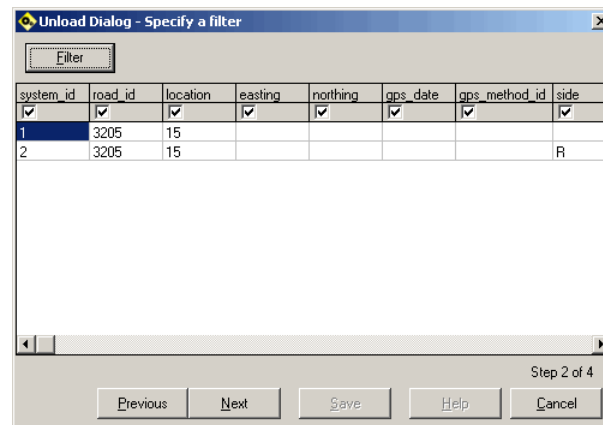 Unload Dialog - Specify a filter
Filter
system_id road_id location easting northing gps_date gps_method_id side
1 3205 15
2 3205 15 R
Step 2 of 4
Previous Next Save Help Cancel